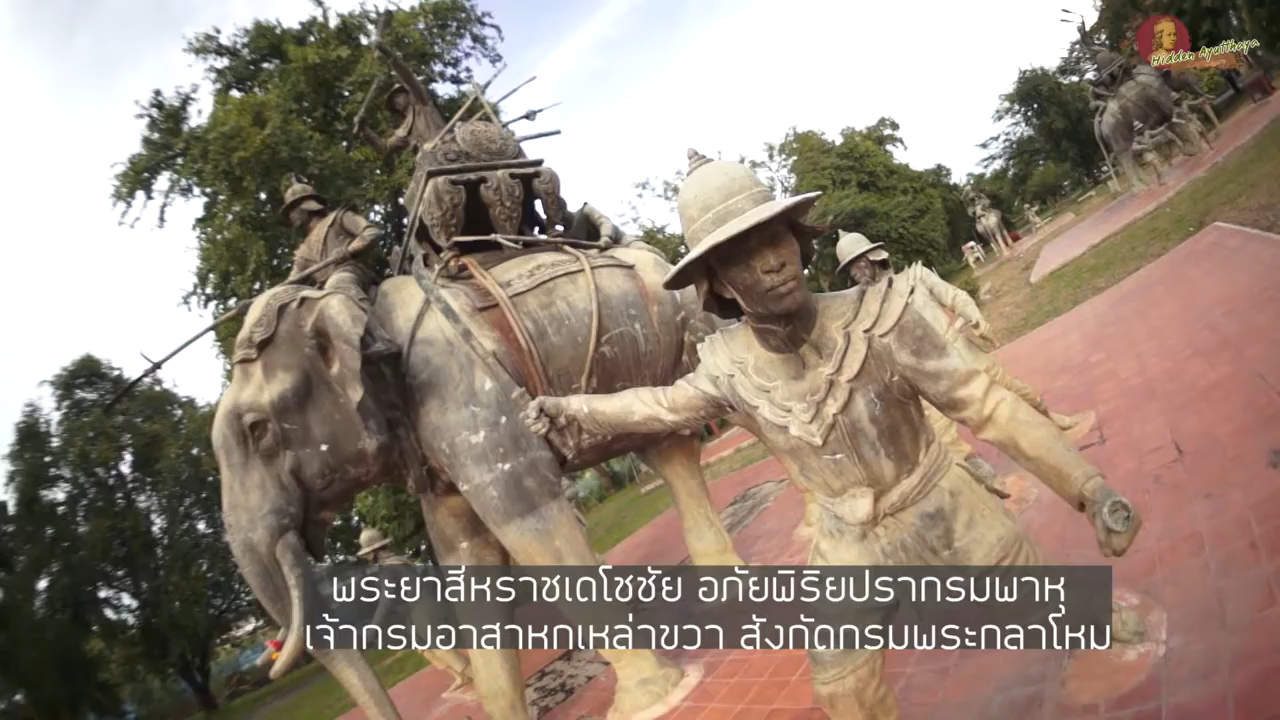 Hidden Ayutthaya
พระยาสีหราชเดโชชัย อภัยพิริยปรากรมพาหุ
เจ้ากรมอาสาหกเหล่าขวา สังกัดกรมพระกลาโหม